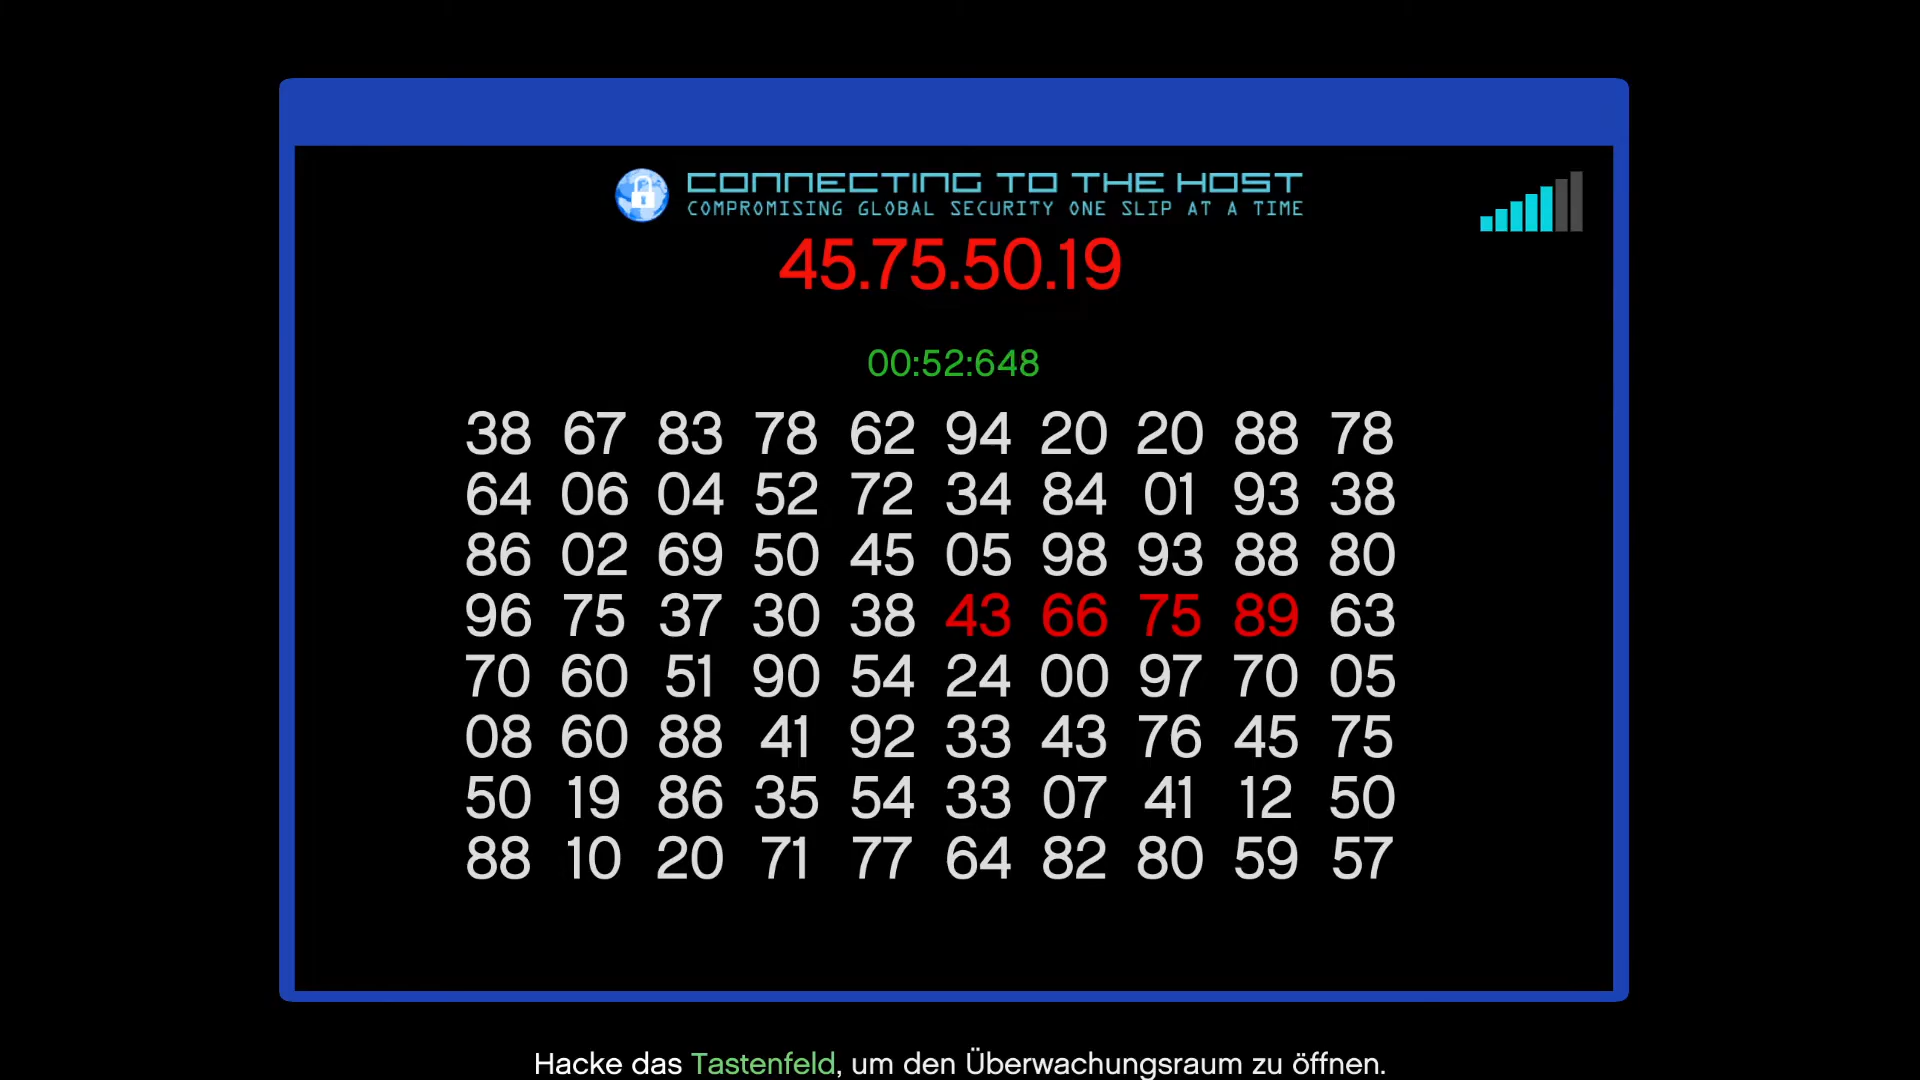 CONNECTING TO THE HOST
COMPROMISING GLOBAL SECURITY ONE SLIP AT A TIME
45.75.50.19
00:52:648
38 67 83 78 62 94 20 20 88 78
64 06 04 52 72 34 84 01 93 38
86 02 69 50 45 05 98 93 88 80
96 75 37 30 38 43 66 75 89 63
70 60 51 90 54 24 00 97 70 05
08 60 88 41 92 33 43 76 45 75
50 19 86 35 54 33 07 41 12 50
88 10 20 71 77 64 82 80 59 57
Hacke das Tastenfeld, um den Überwachungsraum zu öffnen.